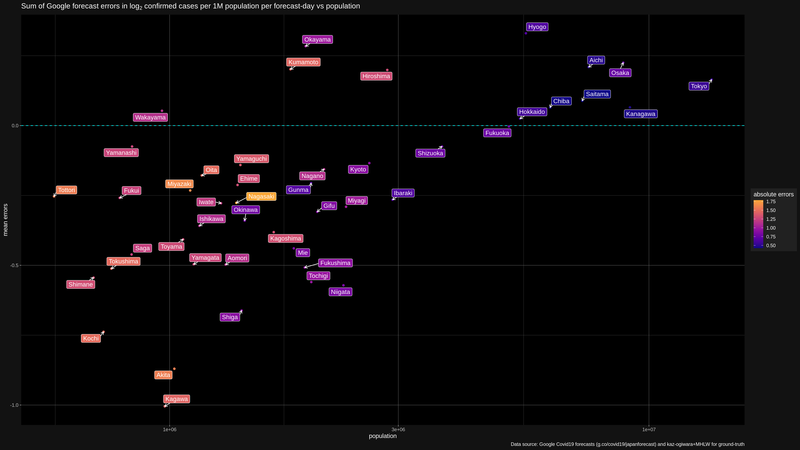 Sum of Google forecast errors in log₂ confirmed cases per 1M population per forecast-day vs population
Hyogo
Okayama
Kumamoto
Aichi
Osaka
Hiroshima
Tokyo
Saitama
Chiba
Hokkaido
Kanagawa
Wakayama
0.0
Fukuoka
Yamanashi
Shizuoka
Yamaguchi
Oita
Kyoto
Nagano
Ehime
Miyazaki
Tottori
Fukui
Gunma
Ibaraki
Nagasaki
Iwate
Miyagi
Gifu
Okinawa
Ishikawa
Kagoshima
Toyama
Saga
Mie
Yamagata
Aomori
Tokushima
Fukushima
-0.5
Tochigi
Shimane
Niigata
Shiga
Kochi
Akita
Kagawa
-1.0
mean errors
1e+06
3e+06
1e+07
population
absolute errors
1.75
1.50
1.25
1.00
0.75
0.50
Data source: Google Covid19 forecasts (g.co/covid19/japanforecast) and kaz-ogiwara+MHLW for ground-truth